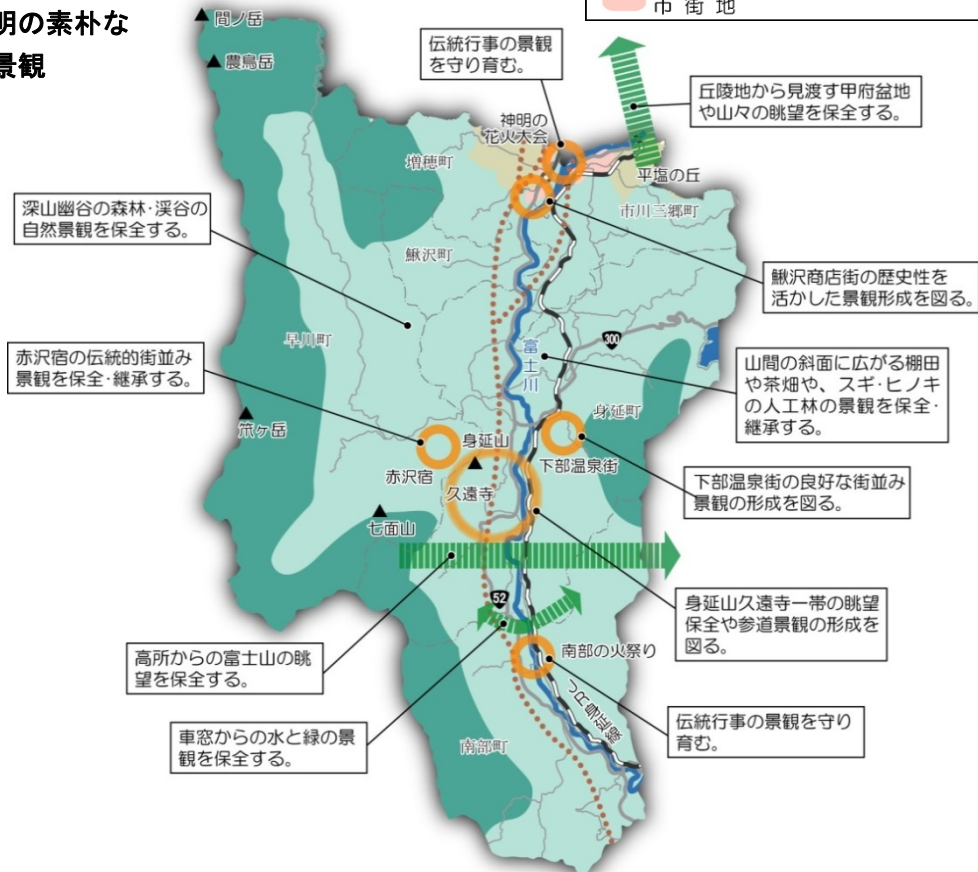 明の素朴な
景観
市 街 地
間ノ岳
農鳥岳
伝統行事の景観
を守り育む。
丘陵地から見渡す甲府盆地
や山々の眺望を保全する。
神明の
花火大会
増穂町
平塩の丘
市川三郷町
深山幽谷の森林・渓谷の
自然景観を保全する。
鰍沢町
鰍沢商店街の歴史性を
活かした景観形成を図る。
早川町
富士川
300
赤沢宿の伝統的街並み
景観を保全・継承する。
山間の斜面に広がる棚田
や茶畑や、スギ・ヒノキ
の人工林の景観を保全・
継承する。
身延町
笊ヶ岳
身延山
赤沢宿
下部温泉街
久遠寺
下部温泉街の良好な街並み
景観の形成を図る。
七面山
52
身延山久遠寺一帯の眺望
保全や参道景観の形成を
図る。
高所からの富士山の眺
望を保全する。
南部の火祭り
JR身延線
伝統行事の景観を守り
育む。
車窓からの水と緑の景
観を保全する。
南部町